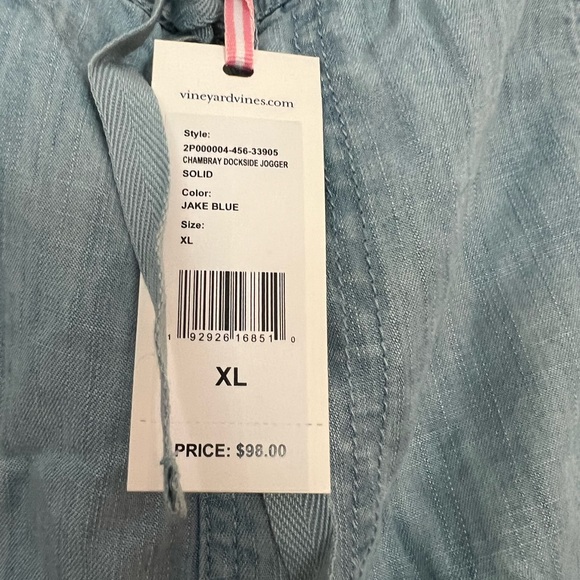 vineyardvines.com
Style:
2P000004-456-33905
CHAMBRAY DOCKSIDE JOGGER
SOLID
Color:
JAKE BLUE
Size:
XL
1 92926 16851 0
XL
PRICE: $98.00